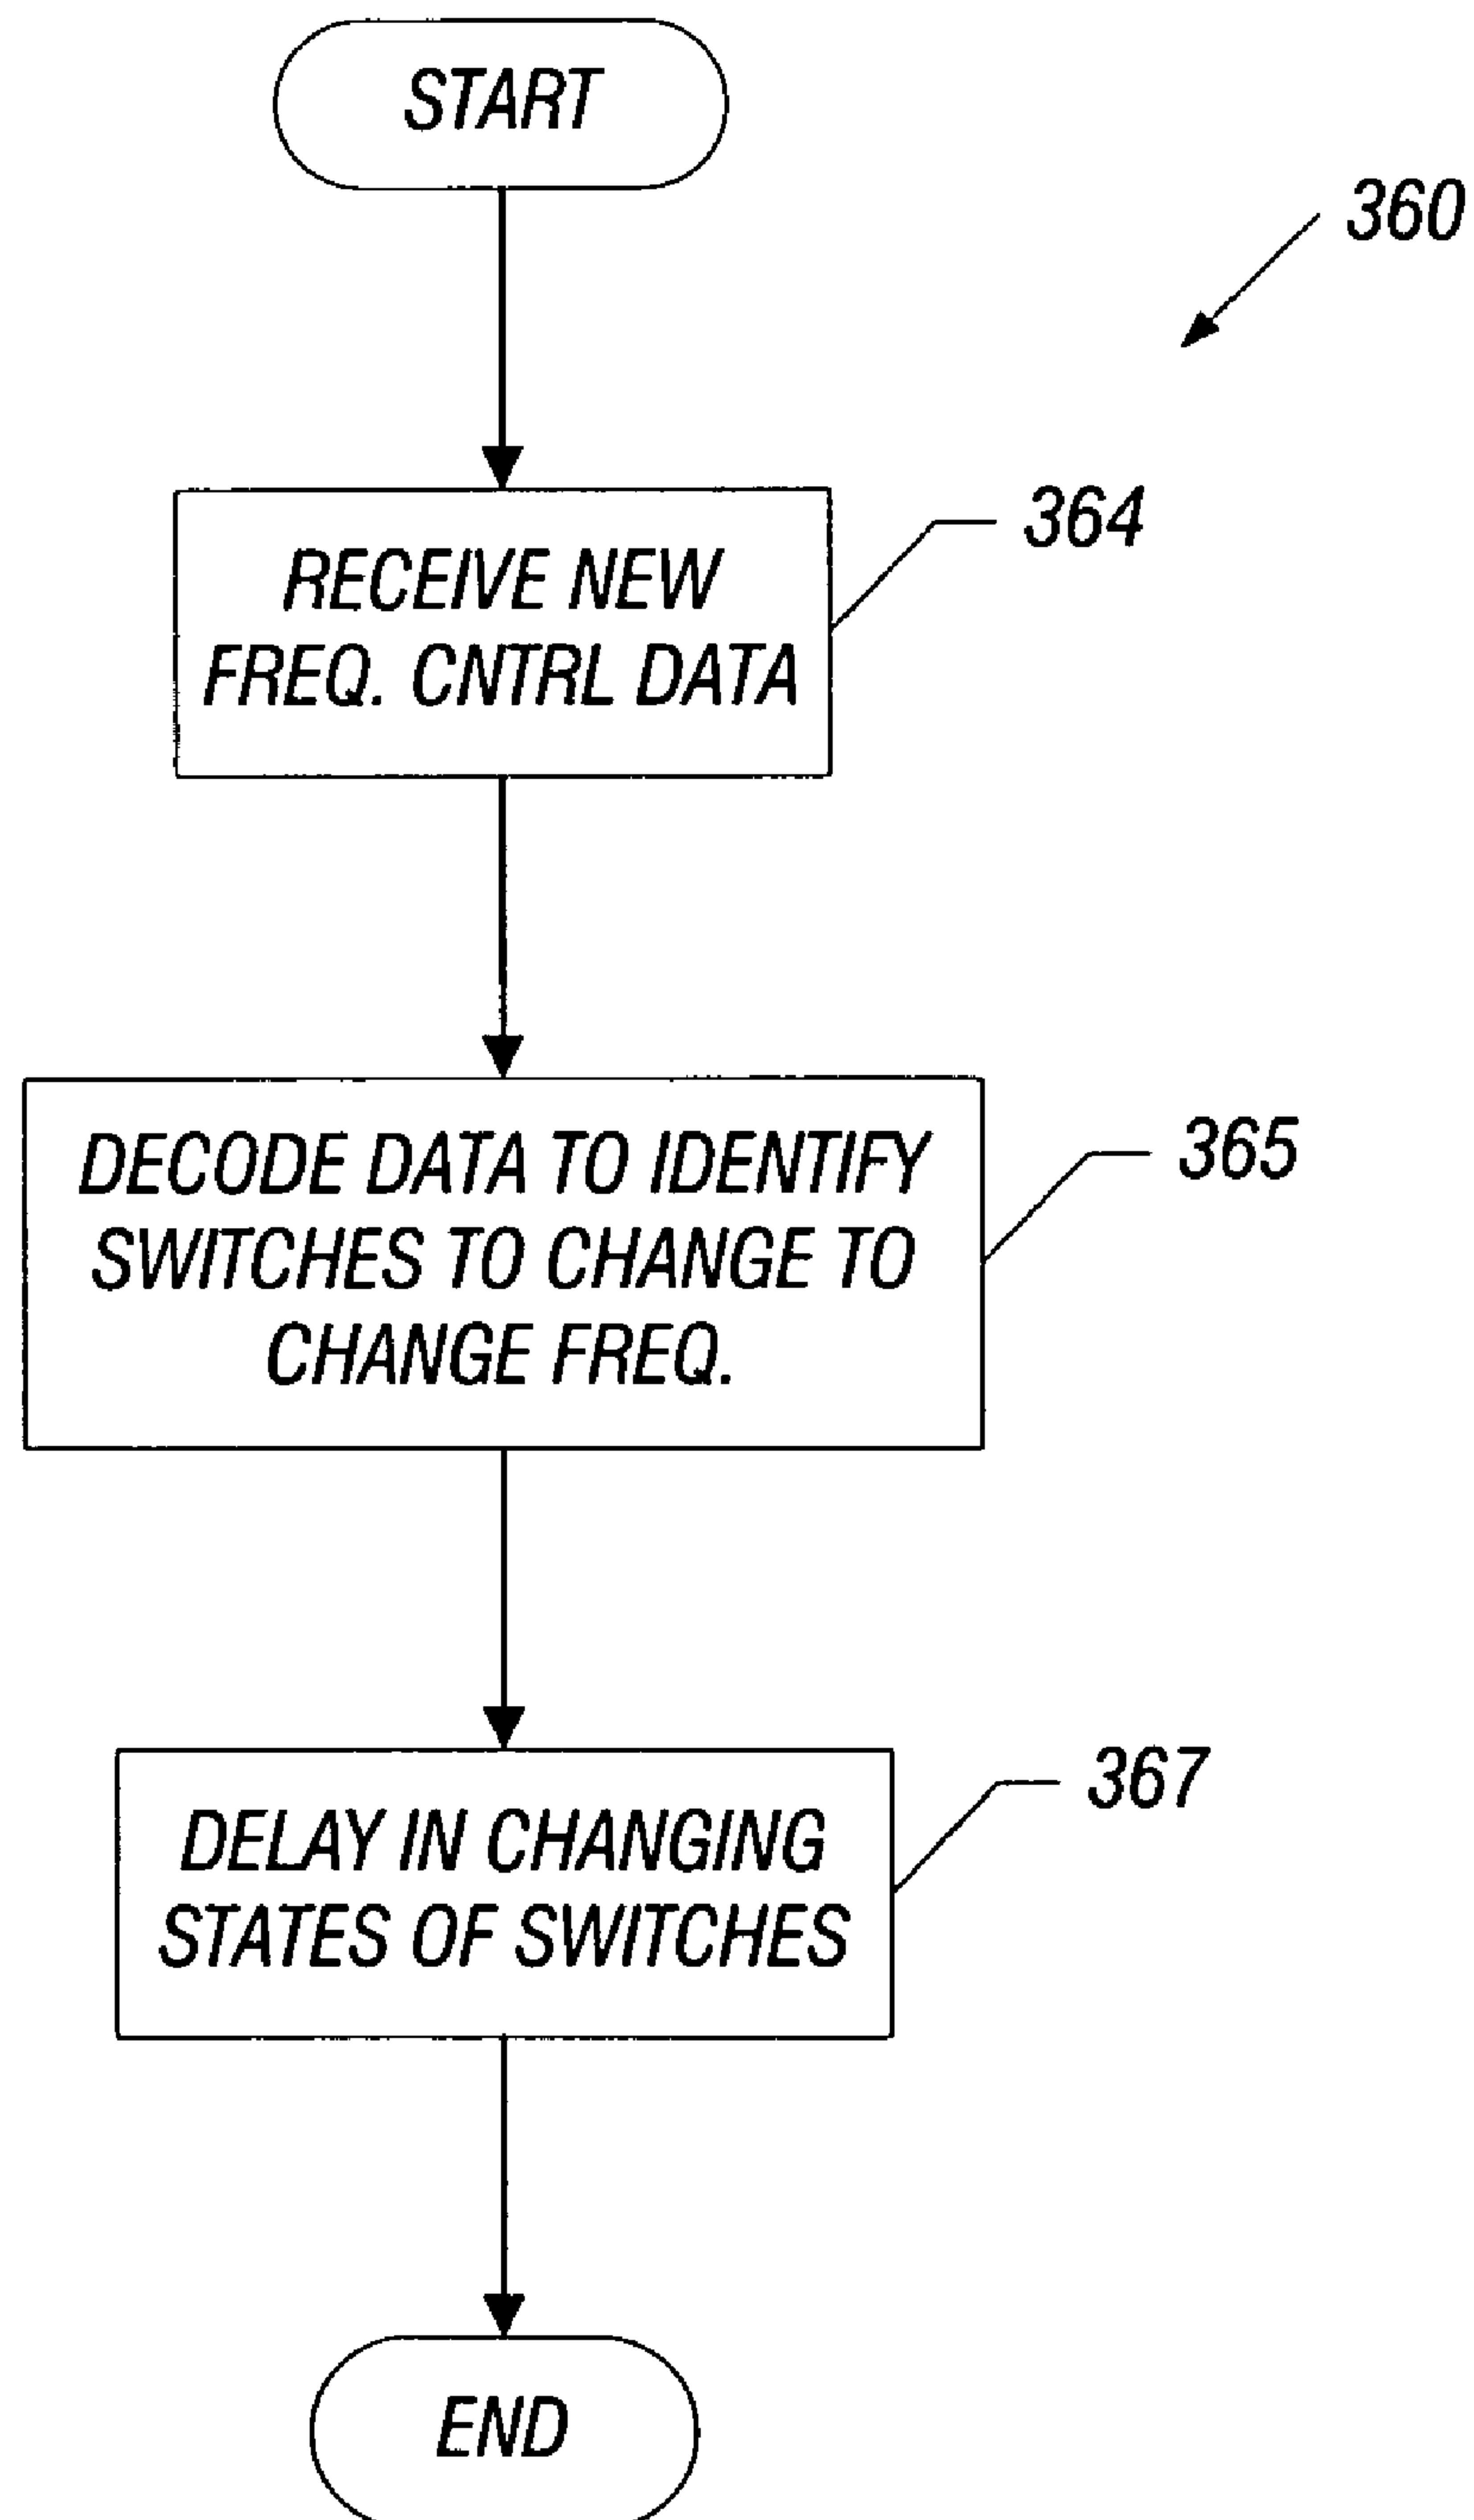 START
360
364
RECEIVE NEW
FREQ. CNTRL DATA
365
DECODE DATA TO IDENTIFY
SWITCHES TO CHANGE TO
CHANGE FREQ.
367
DELAY IN CHANGING
STATES OF SWITCHES
END